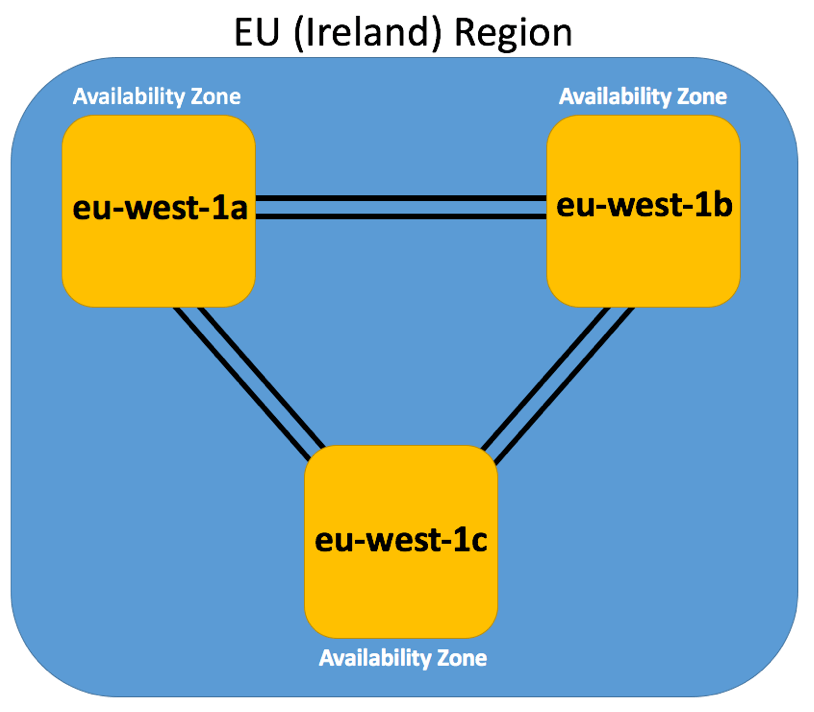 EU (Ireland) Region
Availability Zone
Availability Zone
eu-west-1a
eu-west-1b
eu-west-1c
Availability Zone